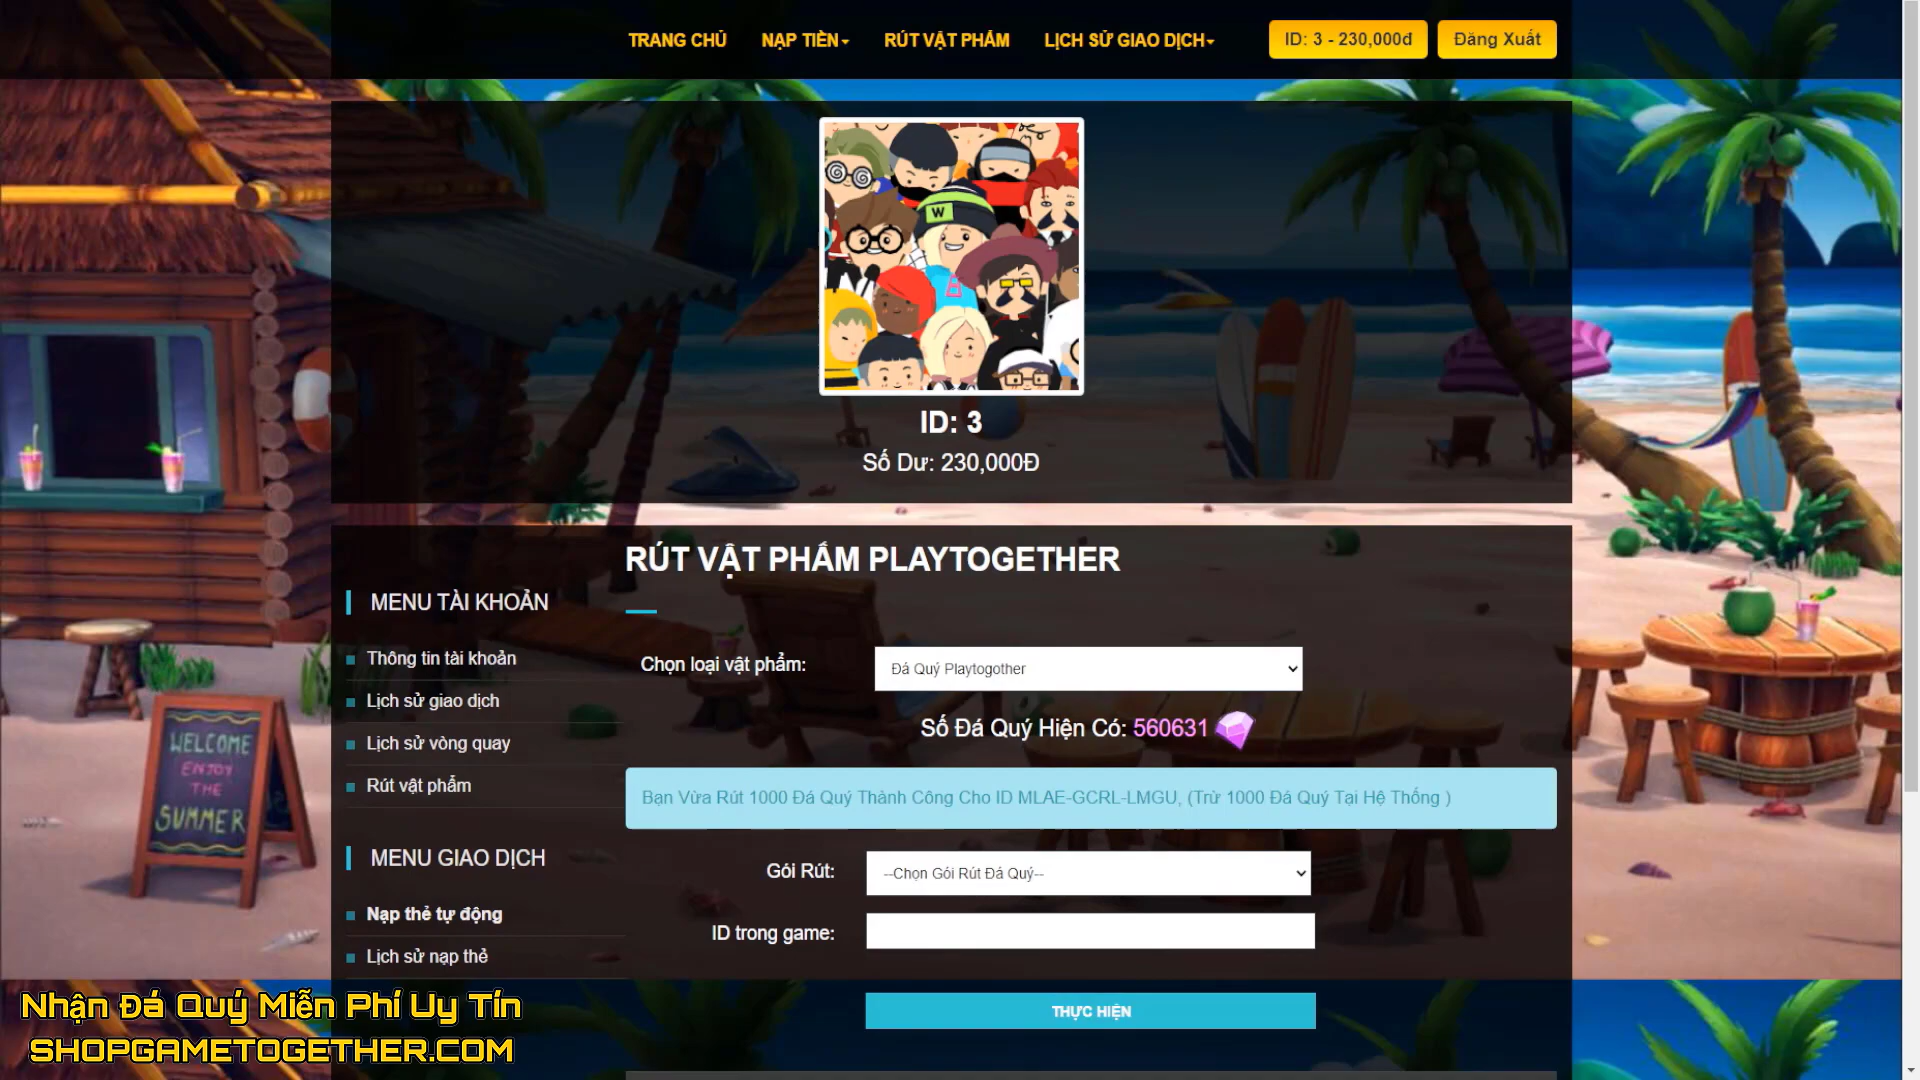 TRANG CHỦ
NẠP TIỀN
RÚT VẬT PHẨM
LỊCH SỬ GIAO DỊCH
ID: 3 - 230,000đ
Đăng Xuất
W
ID: 3
Số Dư: 230,000Đ
RÚT VẬT PHẨM PLAYTOGETHER
MENU TÀI KHOẢN
Thông tin tài khoản
Lịch sử giao dịch
Lịch sử vòng quay
Rút vật phẩm
Chọn loại vật phẩm:
Đá Quý Playtogother
Số Đá Quý Hiện Có: 560631
Bạn Vừa Rút 1000 Đá Quý Thành Công Cho ID MLAE-GCRL-LMGU, (Trừ 1000 Đá Quý Tại Hệ Thống )
WELCOME
ENJOY
THE
SUMMER
MENU GIAO DỊCH
Nạp thẻ tự động
Lịch sử nạp thẻ
Gói Rút:
--Chọn Gói Rút Đá Quý--
ID trong game:
THỰC HIỆN
Nhận Đá Quý Miễn Phí Uy Tín
SHOPGAMETOGETHER.COM